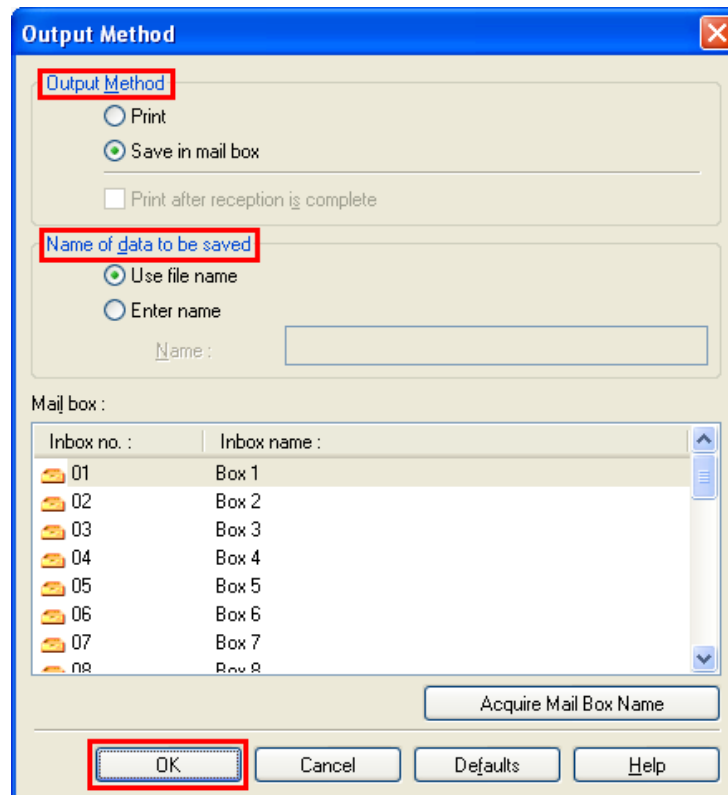 Output Method
Output Method
Print
Save in mail box
Print after reception is complete
Name of data to be saved
Use file name
Enter name
Name :
Mail box :
Inbox no. : Inbox name :
01 Box 1
02 Box 2
03 Box 3
04 Box 4
05 Box 5
06 Box 6
07 Box 7
08 Box 8
Acquire Mail Box Name
OK Cancel Defaults Help